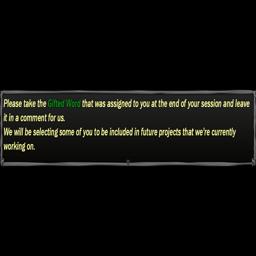 Please take the Gifted Word that was assigned to you at the end of your session and leave
it in a comment for us.
We will be selecting some of you to be included in future projects that we're currently
working on.